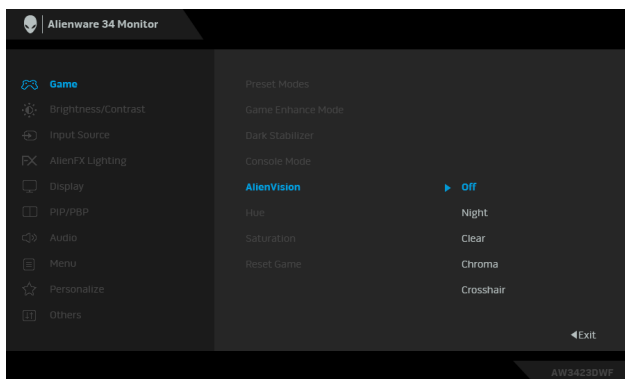 Alienware 34 Monitor
Game
Brightness/Contrast
Input Source
AlienFX Lighting
Display
PIP/PBP
Audio
Menu
Personalize
Others
Preset Modes
Game Enhance Mode
Dark Stabilizer
Console Mode
AlienVision
Hue
Saturation
Reset Game
Off
Night
Clear
Chroma
Crosshair
Exit
AW3423DWF